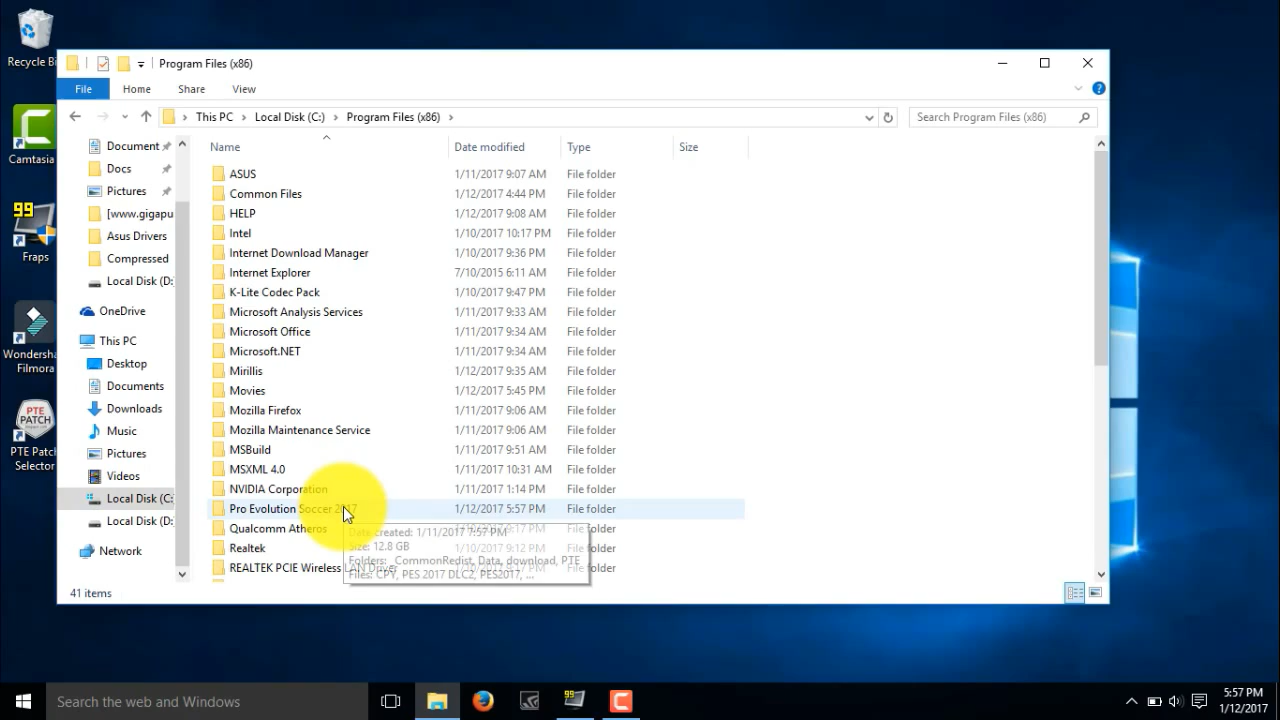 Recycle Bi
Program Files (x86)
File
Home
Share
View
This PC
Local Disk (C:)
Program Files (x86)
Search Program Files (x86)
Document
Docs
Pictures
[www.gigapu
Asus Drivers
Compressed
Local Disk (D:
OneDrive
This PC
Desktop
Documents
Downloads
Music
Pictures
Videos
Local Disk (C:
Local Disk (D:
Network
Name Date modified Type Size
ASUS 1/11/2017 9:07 AM File folder
Common Files 1/12/2017 4:44 PM File folder
HELP 1/12/2017 9:08 AM File folder
Intel 1/10/2017 10:17 PM File folder
Internet Download Manager 1/10/2017 9:36 PM File folder
Internet Explorer 7/10/2015 6:11 AM File folder
K-Lite Codec Pack 1/10/2017 9:47 PM File folder
Microsoft Analysis Services 1/11/2017 9:33 AM File folder
Microsoft Office 1/11/2017 9:34 AM File folder
Microsoft.NET 1/11/2017 9:34 AM File folder
Mirillis 1/11/2017 9:35 AM File folder
Movies 1/12/2017 5:45 PM File folder
Mozilla Firefox 1/11/2017 9:06 AM File folder
Mozilla Maintenance Service 1/11/2017 9:06 AM File folder
MSBuild 1/11/2017 9:51 AM File folder
MSXML 4.0 1/11/2017 10:31 AM File folder
NVIDIA Corporation 1/11/2017 1:14 PM File folder
Pro Evolution Soccer 2017 1/12/2017 5:57 PM File folder
Qualcomm Atheros 9:17 PM File folder
Realtek 9:12 PM File folder
REALTEK PCIE Wireless LAN Driver File folder
Date created: 1/11/2017 7:57 PM
Size: 12.8 GB
Folders: _CommonRedist, Data, download, PTE
Files: CPY, PES 2017 DLC2, PES2017, ...
41 items
Camtasia
99
Fraps
Wondersha
Filmora
PTE
PATCH
PTE Patch
Selector
Search the web and Windows
99
5:57 PM
1/12/2017